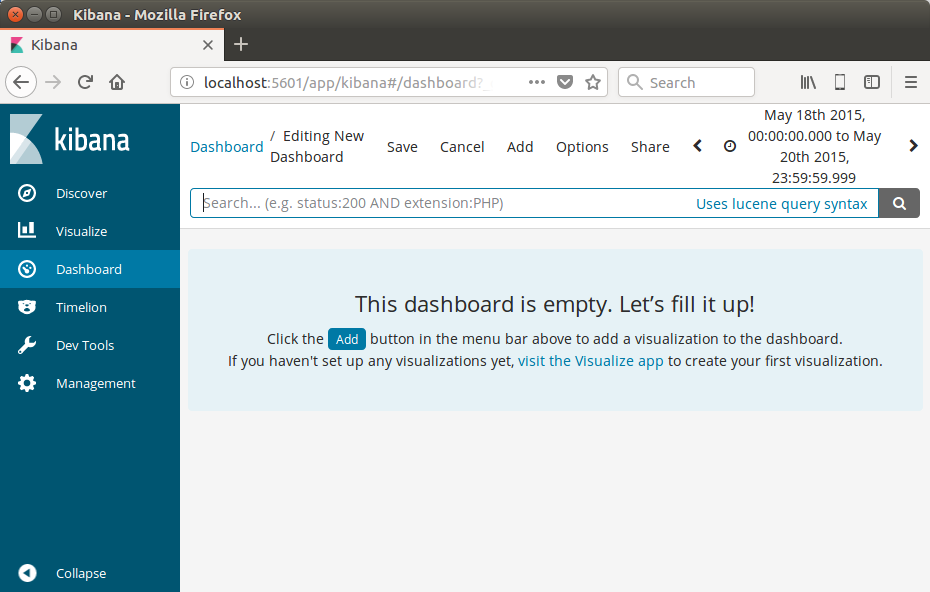 Kibana - Mozilla Firefox
Kibana
localhost:5601/app/kibana#/dashboard?_
Search
kibana
Discover
Visualize
Dashboard
Timelion
Dev Tools
Management
Collapse
Dashboard / Editing New
Dashboard
Save Cancel Add Options Share
May 18th 2015,
00:00:00.000 to May
20th 2015,
23:59:59.999
Search... (e.g. status:200 AND extension:PHP) Uses lucene query syntax
This dashboard is empty. Let’s fill it up!
Click the Add button in the menu bar above to add a visualization to the dashboard.
If you haven't set up any visualizations yet, visit the Visualize app to create your first visualization.